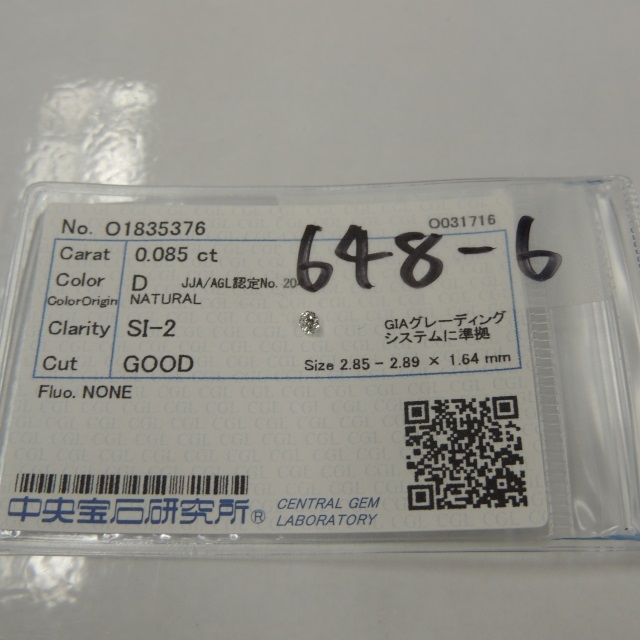 No. O1835376
O031716
648-6
Carat 0.085 ct
Color D JJA/AGL認定No. 20
ColorOrigin NATURAL
Clarity SI-2
GIAグレーディング
システムに準拠
Cut GOOD
Size 2.85 - 2.89 × 1.64 mm
Fluo. NONE
中央宝石研究所®
CENTRAL GEM
LABORATORY